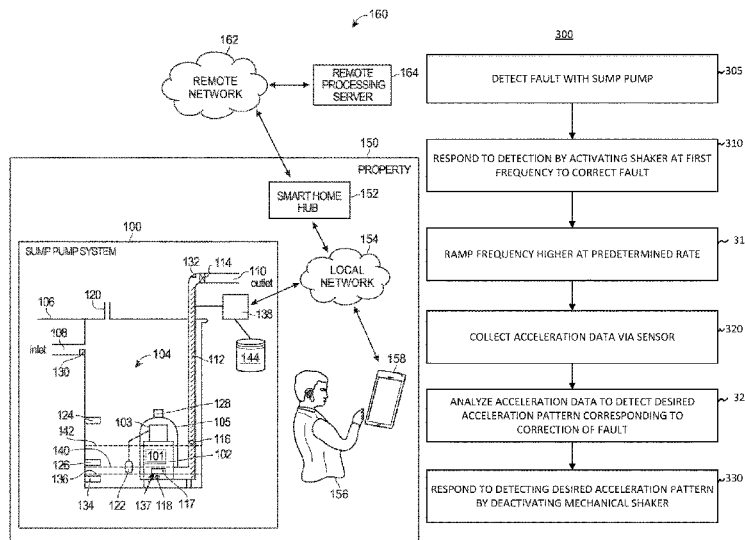 160
162
REMOTE
NETWORK
REMOTE
PROCESSING
SERVER
164
150
PROPERTY
SMART HOME
HUB
152
100
SUMP PUMP SYSTEM
154
LOCAL
NETWORK
132
114
110
outlet
120
106
138
108
104
112
inlet
130
144
158
128
124
103
105
142
116
140
101
102
126
136
134
122
137
118
117
156
300
DETECT FAULT WITH SUMP PUMP
305
RESPOND TO DETECTION BY ACTIVATING SHAKER AT FIRST
FREQUENCY TO CORRECT FAULT
310
RAMP FREQUENCY HIGHER AT PREDETERMINED RATE
31
COLLECT ACCELERATION DATA VIA SENSOR
320
ANALYZE ACCELERATION DATA TO DETECT DESIRED
ACCELERATION PATTERN CORRESPONDING TO
CORRECTION OF FAULT
32
RESPOND TO DETECTING DESIRED ACCELERATION PATTERN
BY DEACTIVATING MECHANICAL SHAKER
330